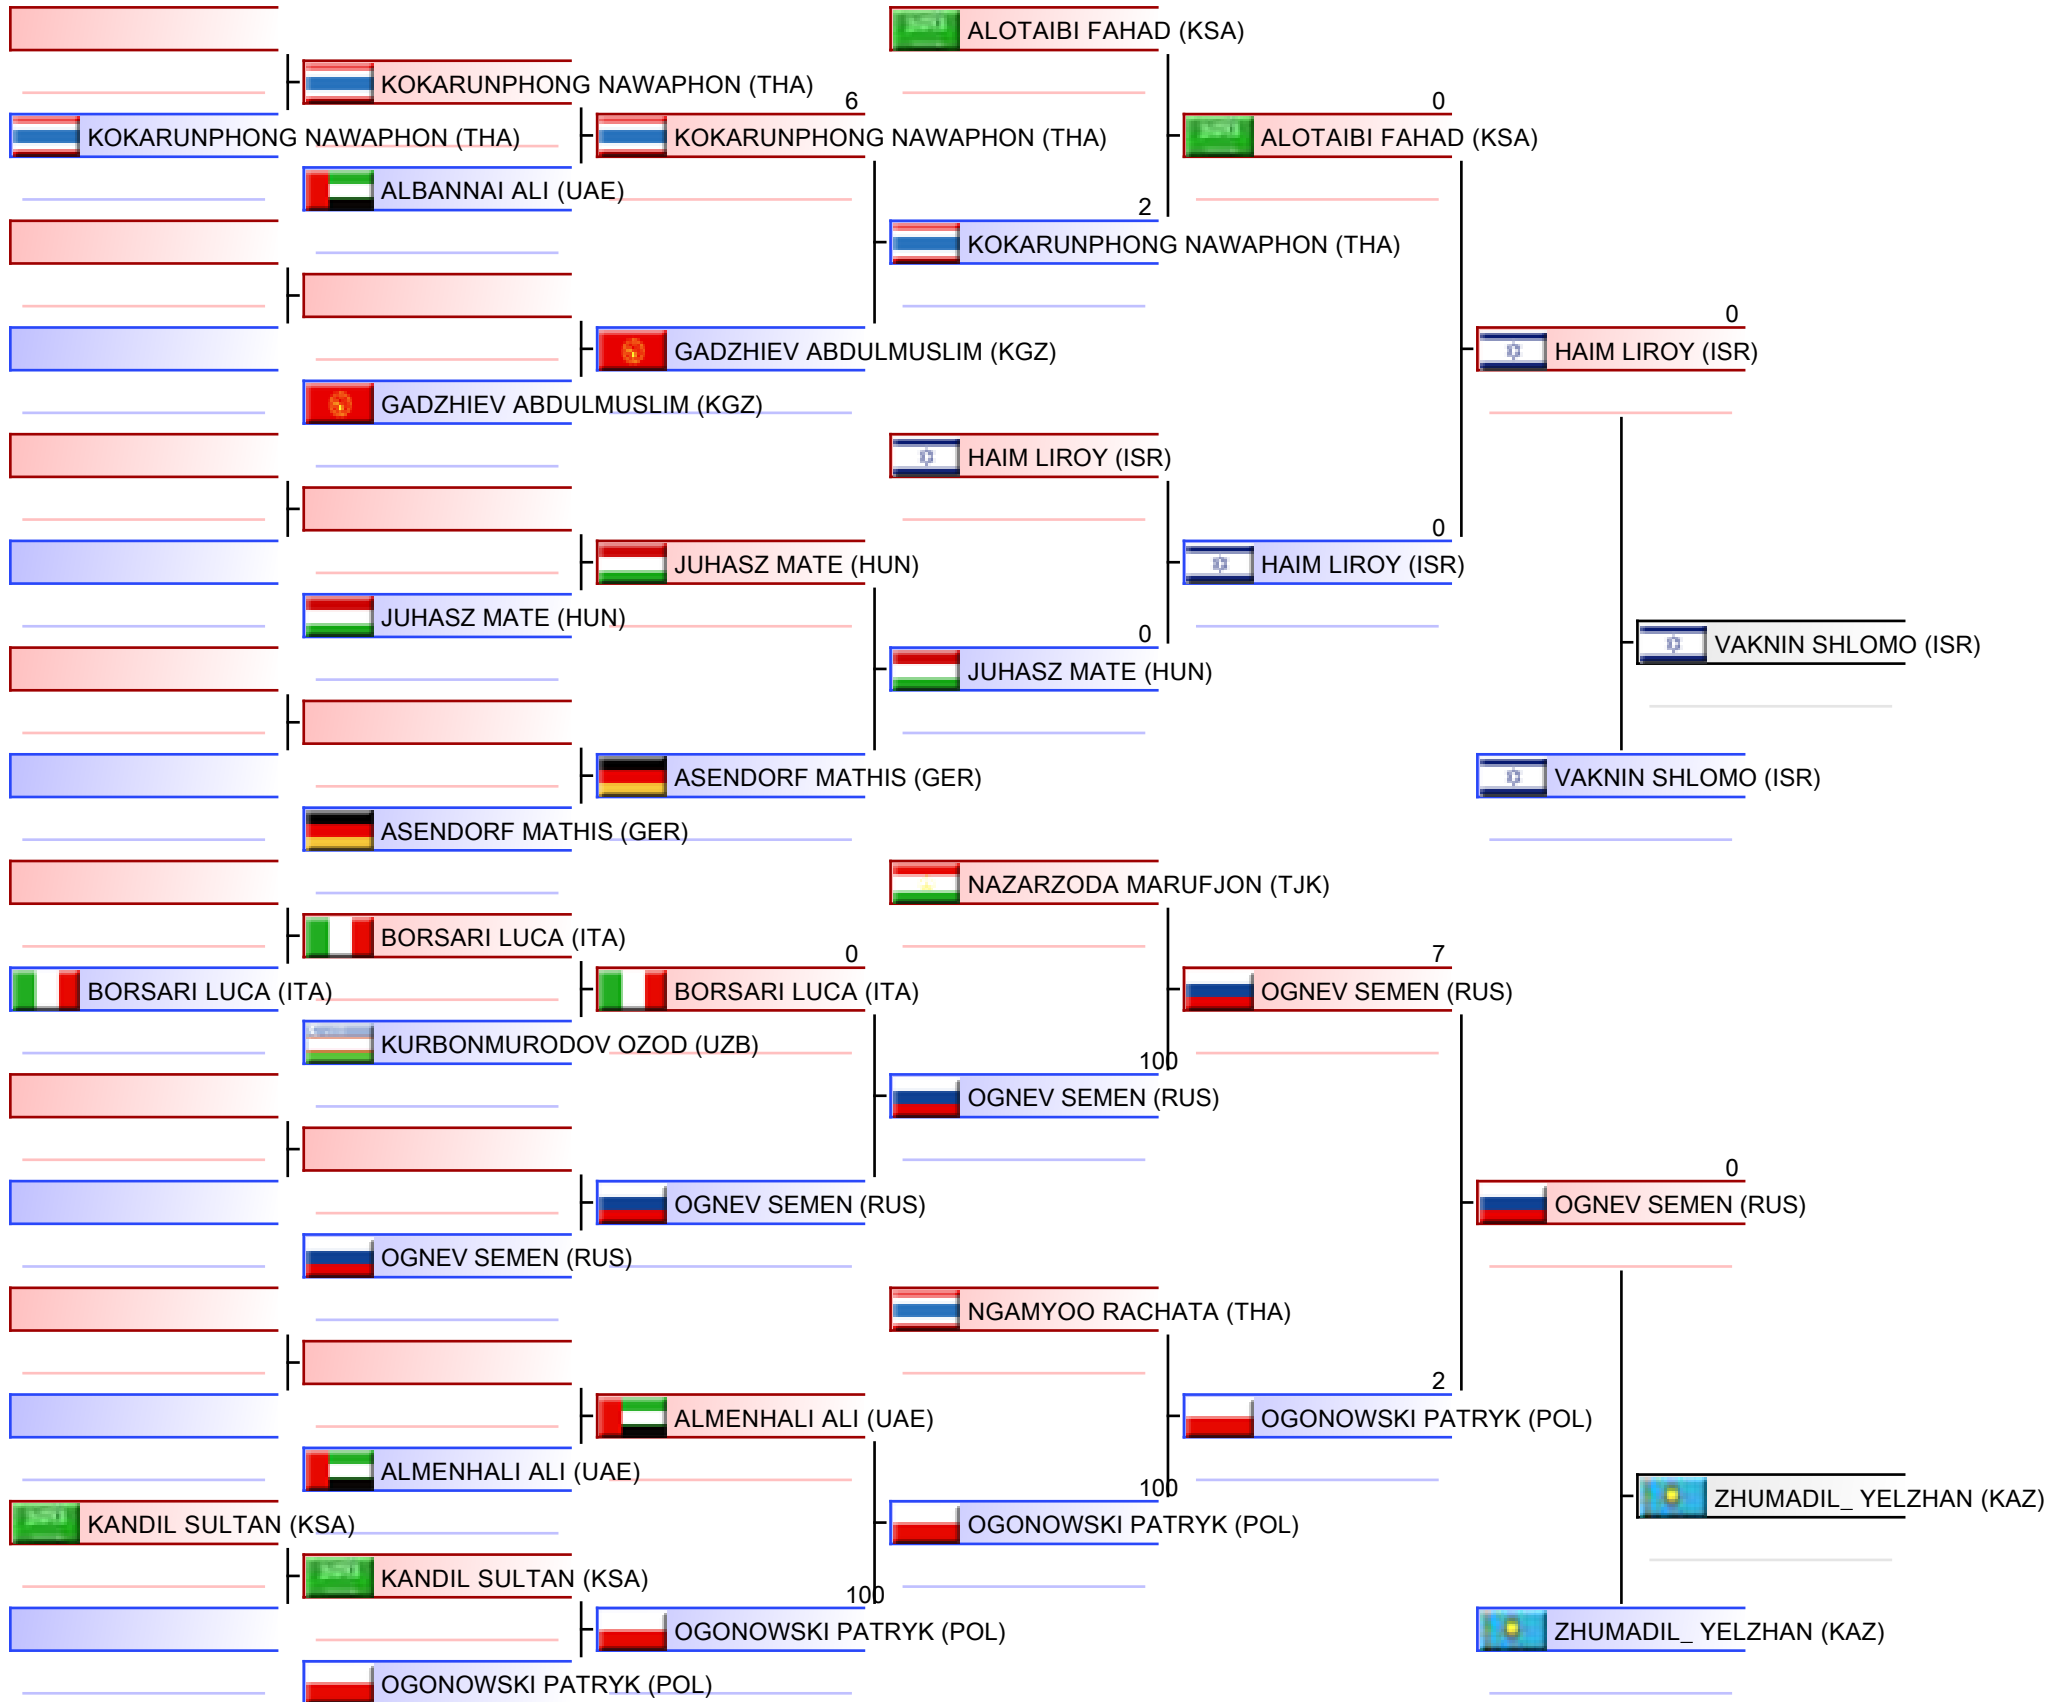 ALOTAIBI FAHAD (KSA)
KOKARUNPHONG NAWAPHON (THA)
6
0
KOKARUNPHONG NAWAPHON (THA)
KOKARUNPHONG NAWAPHON (THA)
ALOTAIBI FAHAD (KSA)
ALBANNAI ALI (UAE)
2
KOKARUNPHONG NAWAPHON (THA)
0
GADZHIEV ABDULMUSLIM (KGZ)
HAIM LIROY (ISR)
GADZHIEV ABDULMUSLIM (KGZ)
HAIM LIROY (ISR)
0
JUHASZ MATE (HUN)
HAIM LIROY (ISR)
JUHASZ MATE (HUN)
0
VAKNIN SHLOMO (ISR)
JUHASZ MATE (HUN)
ASENDORF MATHIS (GER)
VAKNIN SHLOMO (ISR)
ASENDORF MATHIS (GER)
NAZARZODA MARUFJON (TJK)
BORSARI LUCA (ITA)
0
7
BORSARI LUCA (ITA)
BORSARI LUCA (ITA)
OGNEV SEMEN (RUS)
KURBONMURODOV OZOD (UZB)
100
OGNEV SEMEN (RUS)
0
OGNEV SEMEN (RUS)
OGNEV SEMEN (RUS)
OGNEV SEMEN (RUS)
NGAMYOO RACHATA (THA)
2
ALMENHALI ALI (UAE)
OGONOWSKI PATRYK (POL)
ALMENHALI ALI (UAE)
100
ZHUMADIL_ YELZHAN (KAZ)
KANDIL SULTAN (KSA)
OGONOWSKI PATRYK (POL)
KANDIL SULTAN (KSA)
100
OGONOWSKI PATRYK (POL)
ZHUMADIL_ YELZHAN (KAZ)
OGONOWSKI PATRYK (POL)